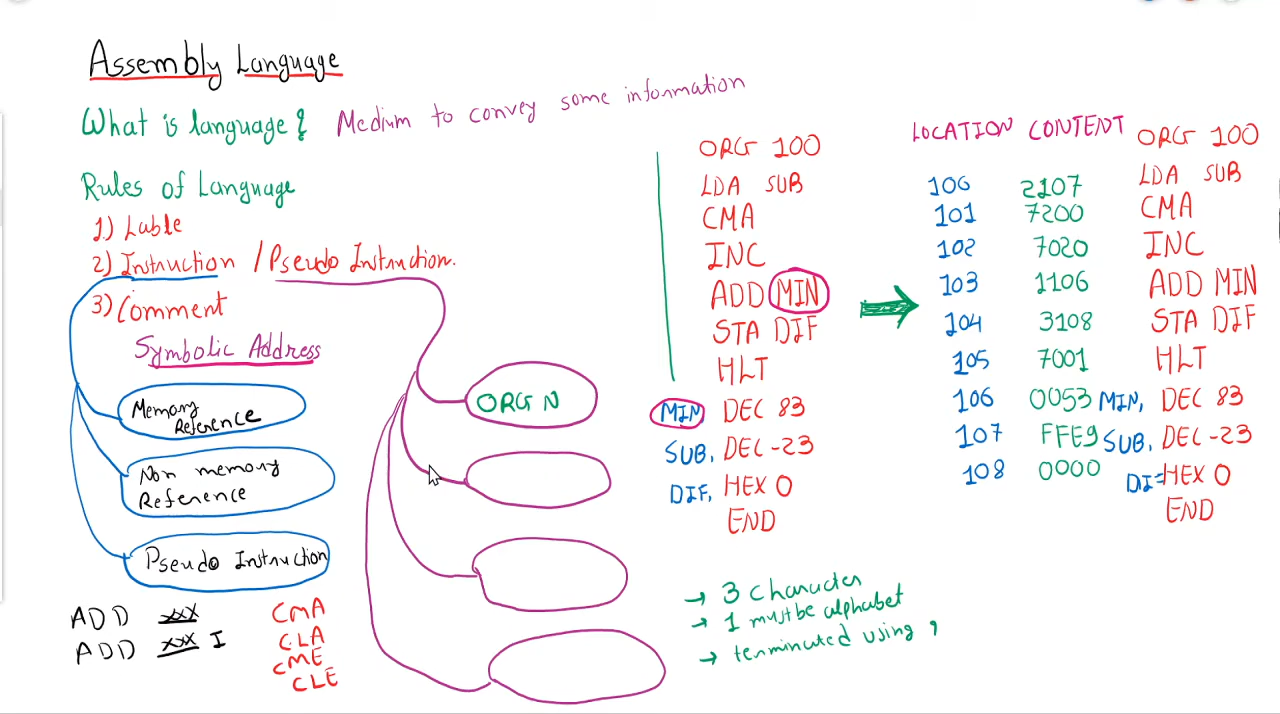 Assembly Language
What is language? Medium to convey some information
Rules of Language
1.) Lable
2) Instruction / Pseudo Instruction.
3) Comment
Symbolic Address
Memory
Reference
Non memory
Reference
Pseudo Instruction
ADD xxx
ADD xxx I
CMA
CLA
CME
CLE
ORG N
ORG 100
LDA SUB
CMA
INC
ADD MIN
STA DIF
HLT
MIN DEC 83
SUB, DEC -23
DIF, HEX 0
END
→ 3 character
→ 1 must be alphabet
→ terminated using ,
LOCATION CONTENT ORG 100
100 2107 LDA SUB
101 7200 CMA
102 7020 INC
103 1106 ADD MIN
104 3108 STA DIF
105 7001 HLT
106 0053 MIN, DEC 83
107 FFE9 SUB, DEC -23
108 0000 DIF HEX 0
END